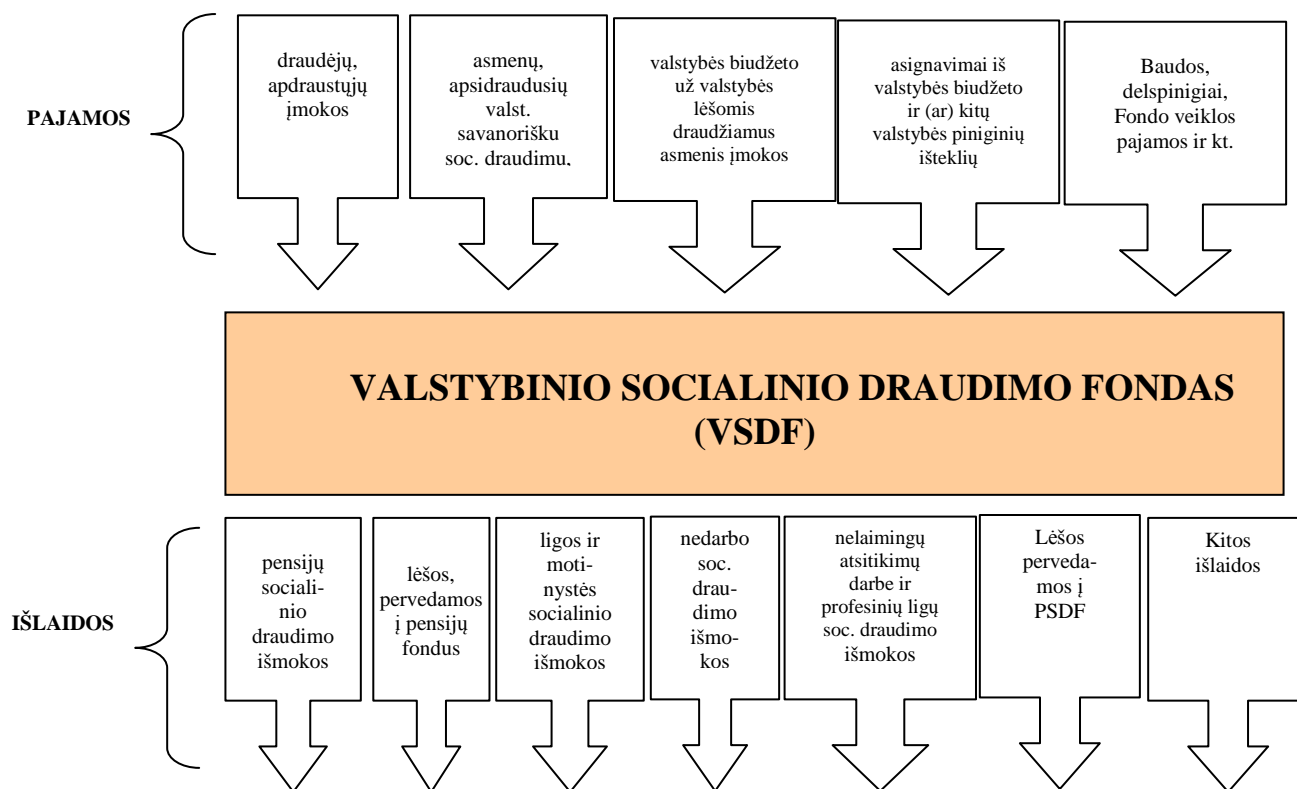 PAJAMOS
draudėjų,
apdraustųjų
įmokos
asmenų,
apsidraudusių
valst.
savanorišku
soc. draudimu,
valstybės biudžeto
už valstybės
lėšomis
draudžiamus
asmenis įmokos
asignavimai iš
valstybės biudžeto
ir (ar) kitų
valstybės piniginių
išteklių
Baudos,
delspinigiai,
Fondo veiklos
pajamos ir kt.
VALSTYBINIO SOCIALINIO DRAUDIMO FONDAS
(VSDF)
IŠLAIDOS
pensijų
sociali-
nio
draudimo
išmokos
lėšos,
pervedamos
į pensijų
fondus
ligos ir
moti-
nystės
socialinio
draudimo
išmokos
nedarbo
soc.
drau-
dimo
išmo-
kos
nelaimingų
atsitikimų
darbe ir
profesinių ligų
soc. draudimo
išmokos
Lėšos
perveda-
mos į
PSDF
Kitos
išlaidos